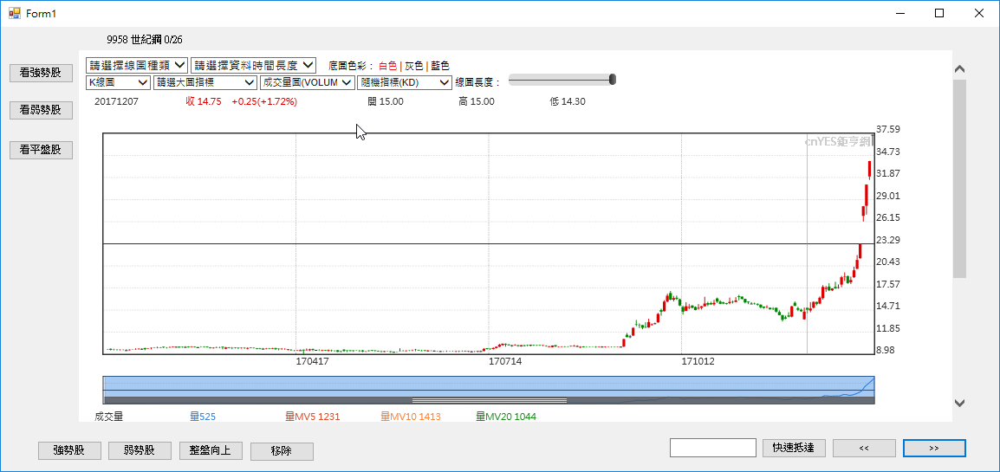 Form1
9958 世紀鋼 0/26
看強勢股
看弱勢股
看平盤股
請選擇線圖種類 請選擇資料時間長度 底圖色彩： 白色 | 灰色 | 藍色
K線圖 請選大圖指標 成交量圖(VOLUM 隨機指標(KD) 線圖長度：
20171207 收 14.75 +0.25(+1.72%) 開 15.00 高 15.00 低 14.30
cnYES鉅亨網
37.59
34.73
31.87
29.01
26.15
23.29
20.43
17.57
14.71
11.85
8.98
170417 170714 171012
成交量 量525 量MV5 1231 量MV10 1413 量MV20 1044
強勢股 弱勢股 整盤向上 移除 快速抵達 << >>